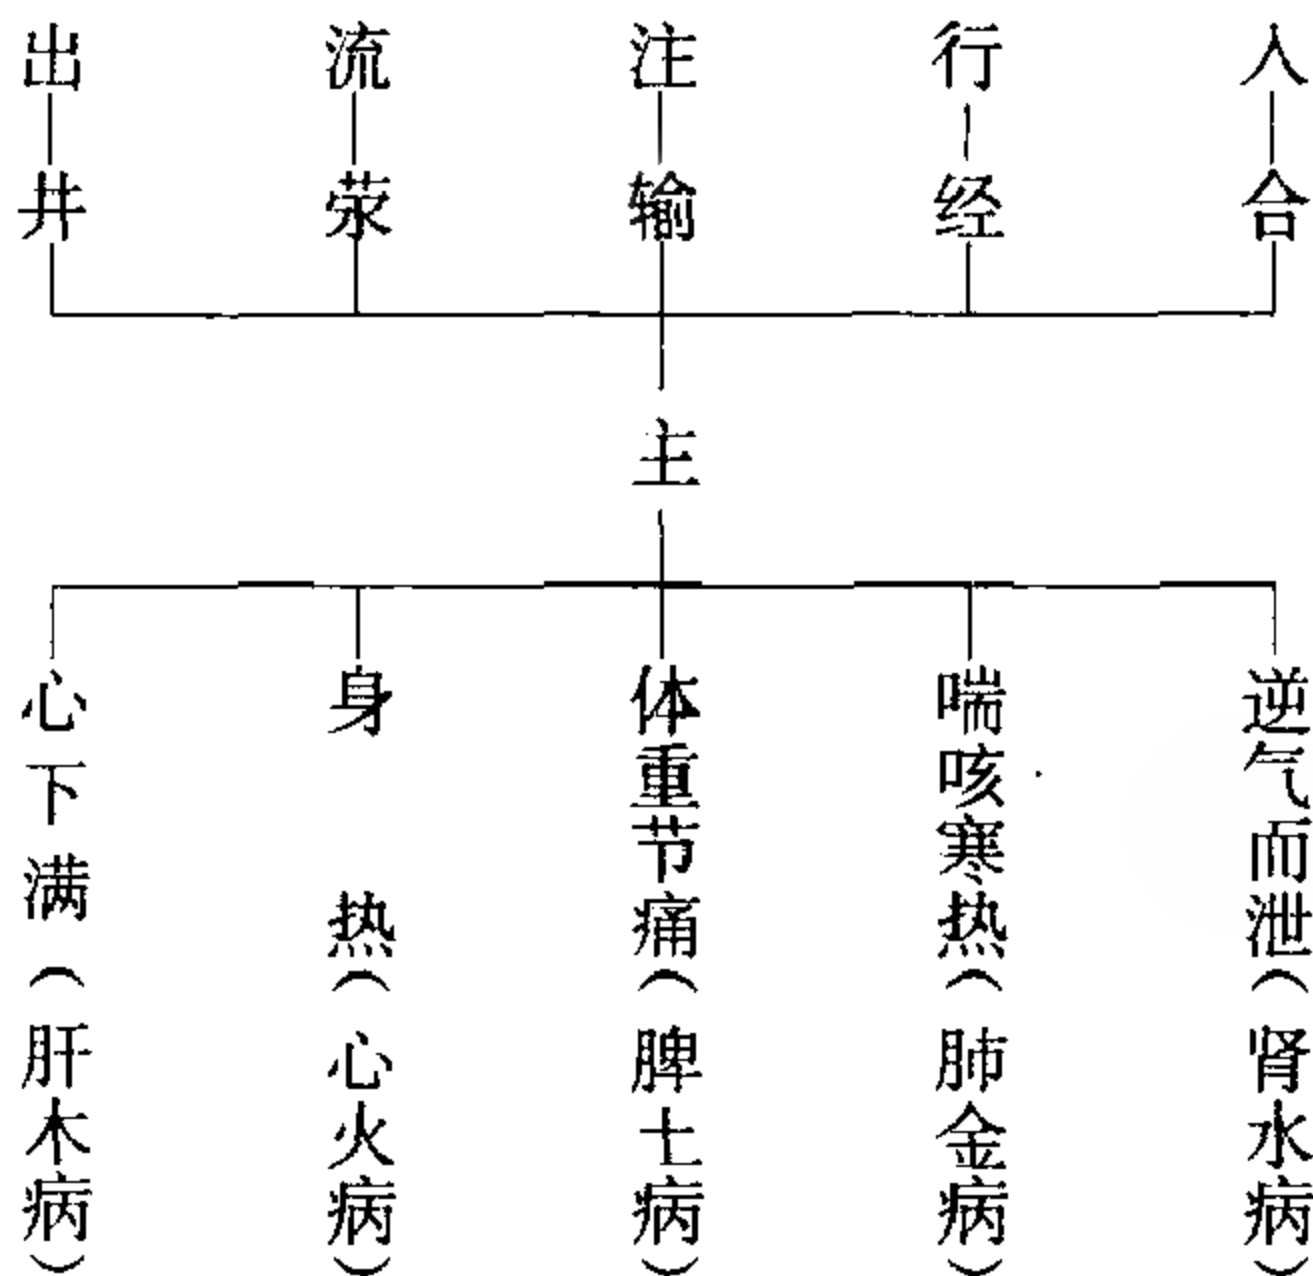 出 流 注 行 入
井 荥 输 经 合
主
心下满（肝木病）
身热（心火病）
体重节痛（脾土病）
喘咳寒热（肺金病）
逆气而泄（肾水病）